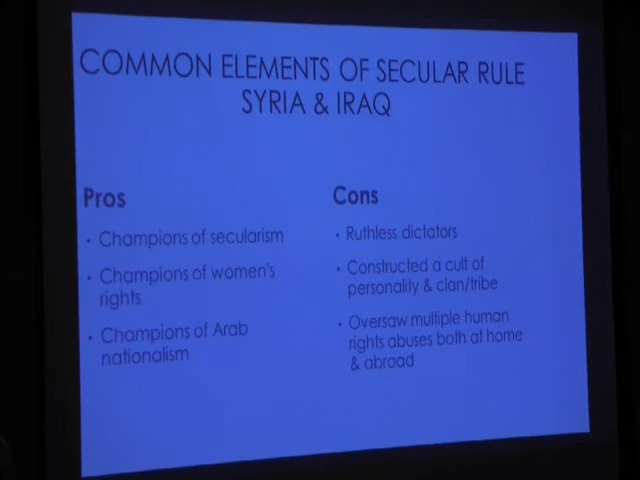 COMMON ELEMENTS OF SECULAR RULE
SYRIA & IRAQ
Pros
· Champions of secularism
· Champions of women's
rights
· Champions of Arab
nationalism
Cons
· Ruthless dictators
· Constructed a cult of
personality & clan/tribe
· Oversaw multiple human
rights abuses both at home
& abroad